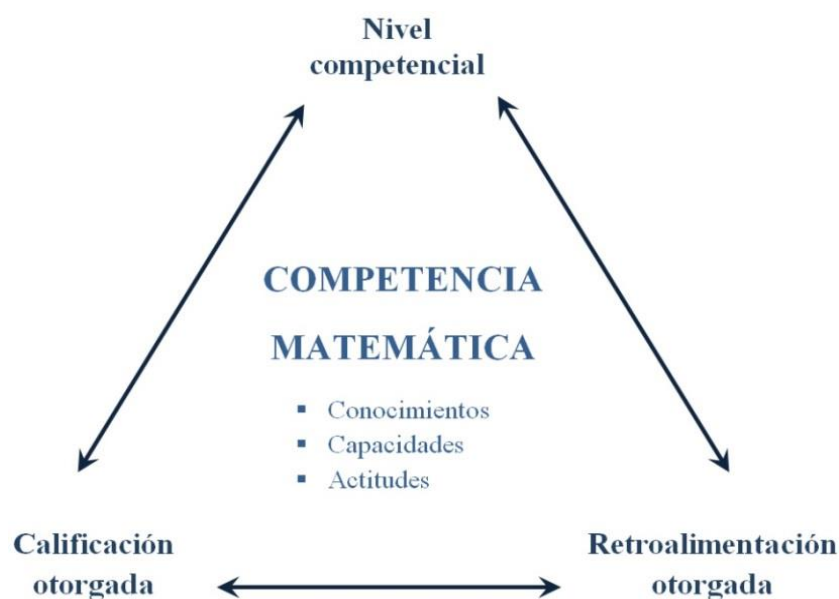 Nivel
competencial
COMPETENCIA
MATEMÁTICA
▪ Conocimientos
▪ Capacidades
▪ Actitudes
Calificación
otorgada
Retroalimentación
otorgada